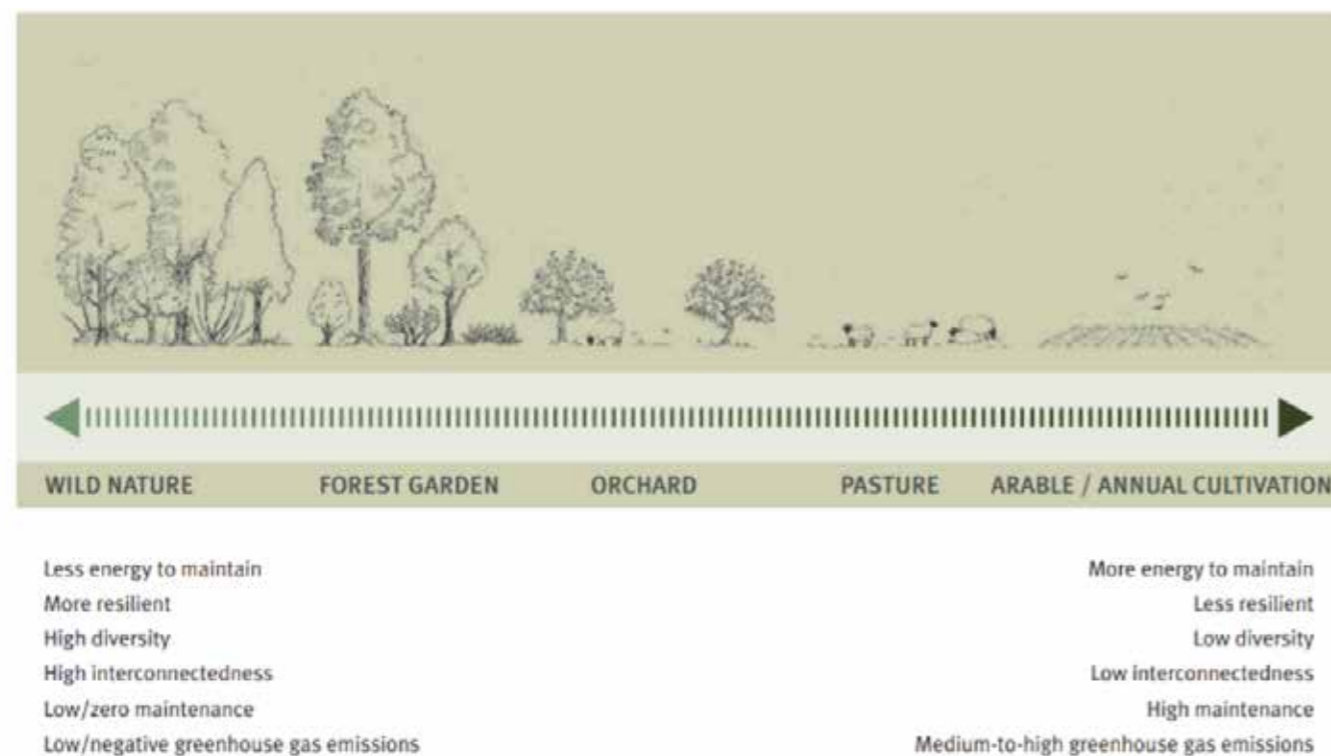 WILD NATURE FOREST GARDEN ORCHARD PASTURE ARABLE / ANNUAL CULTIVATION
Less energy to maintain
More resilient
High diversity
High interconnectedness
Low/zero maintenance
Low/negative greenhouse gas emissions
More energy to maintain
Less resilient
Low diversity
Low interconnectedness
High maintenance
Medium-to-high greenhouse gas emissions